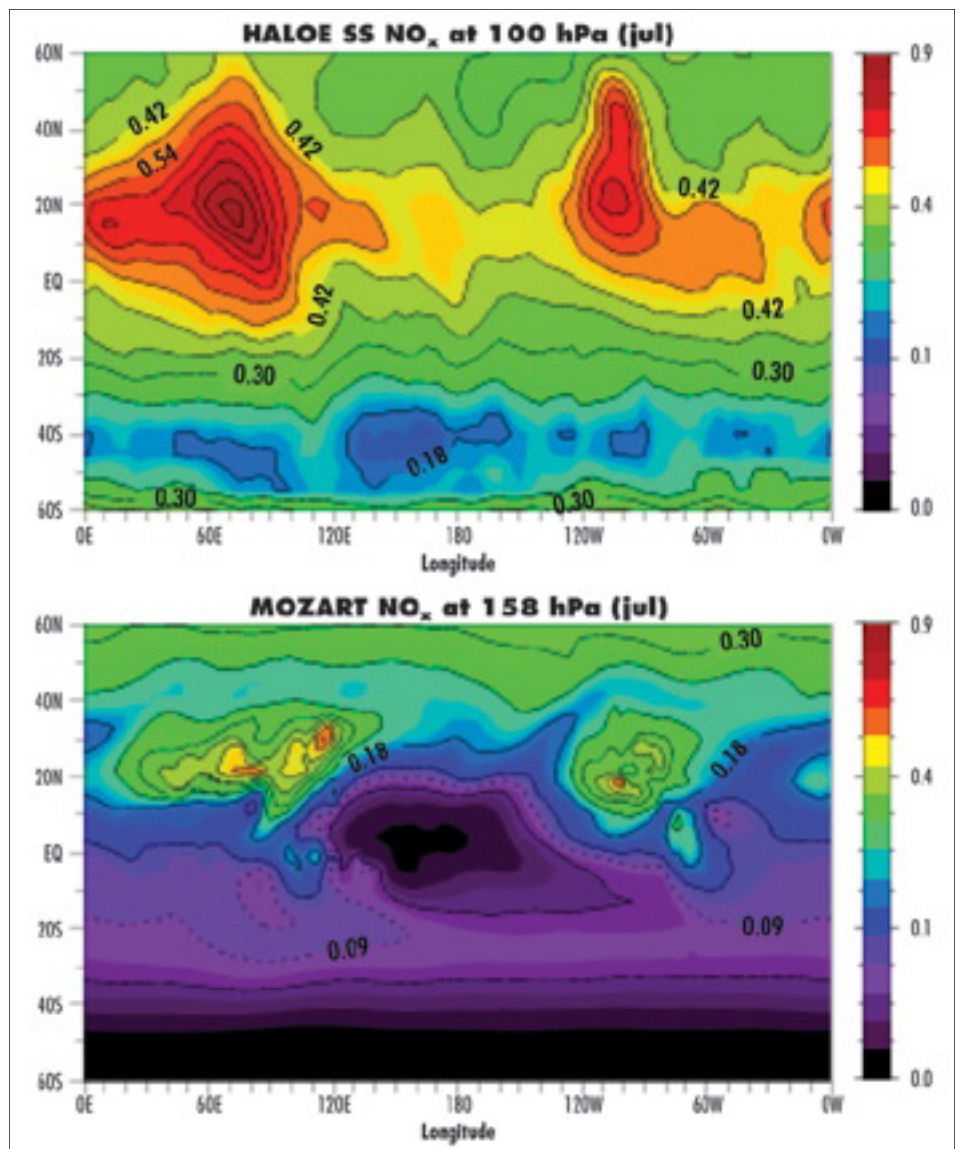 HALOE SS NOx at 100 hPa (jul)
60N
40N
20N
EQ
20S
40S
60S
0.42
0.54
0.42
0.42
0.42
0.42
0.30
0.30
0.18
0.30
0.30
0E
60E
120E
180
120W
60W
0W
Longitude
0.9
0.4
0.1
0.0
MOZART NOx at 158 hPa (jul)
60N
40N
20N
EQ
20S
40S
60S
0.30
0.18
0.18
0.09
0.09
0E
60E
120E
180
120W
60W
0W
Longitude
0.9
0.4
0.1
0.0